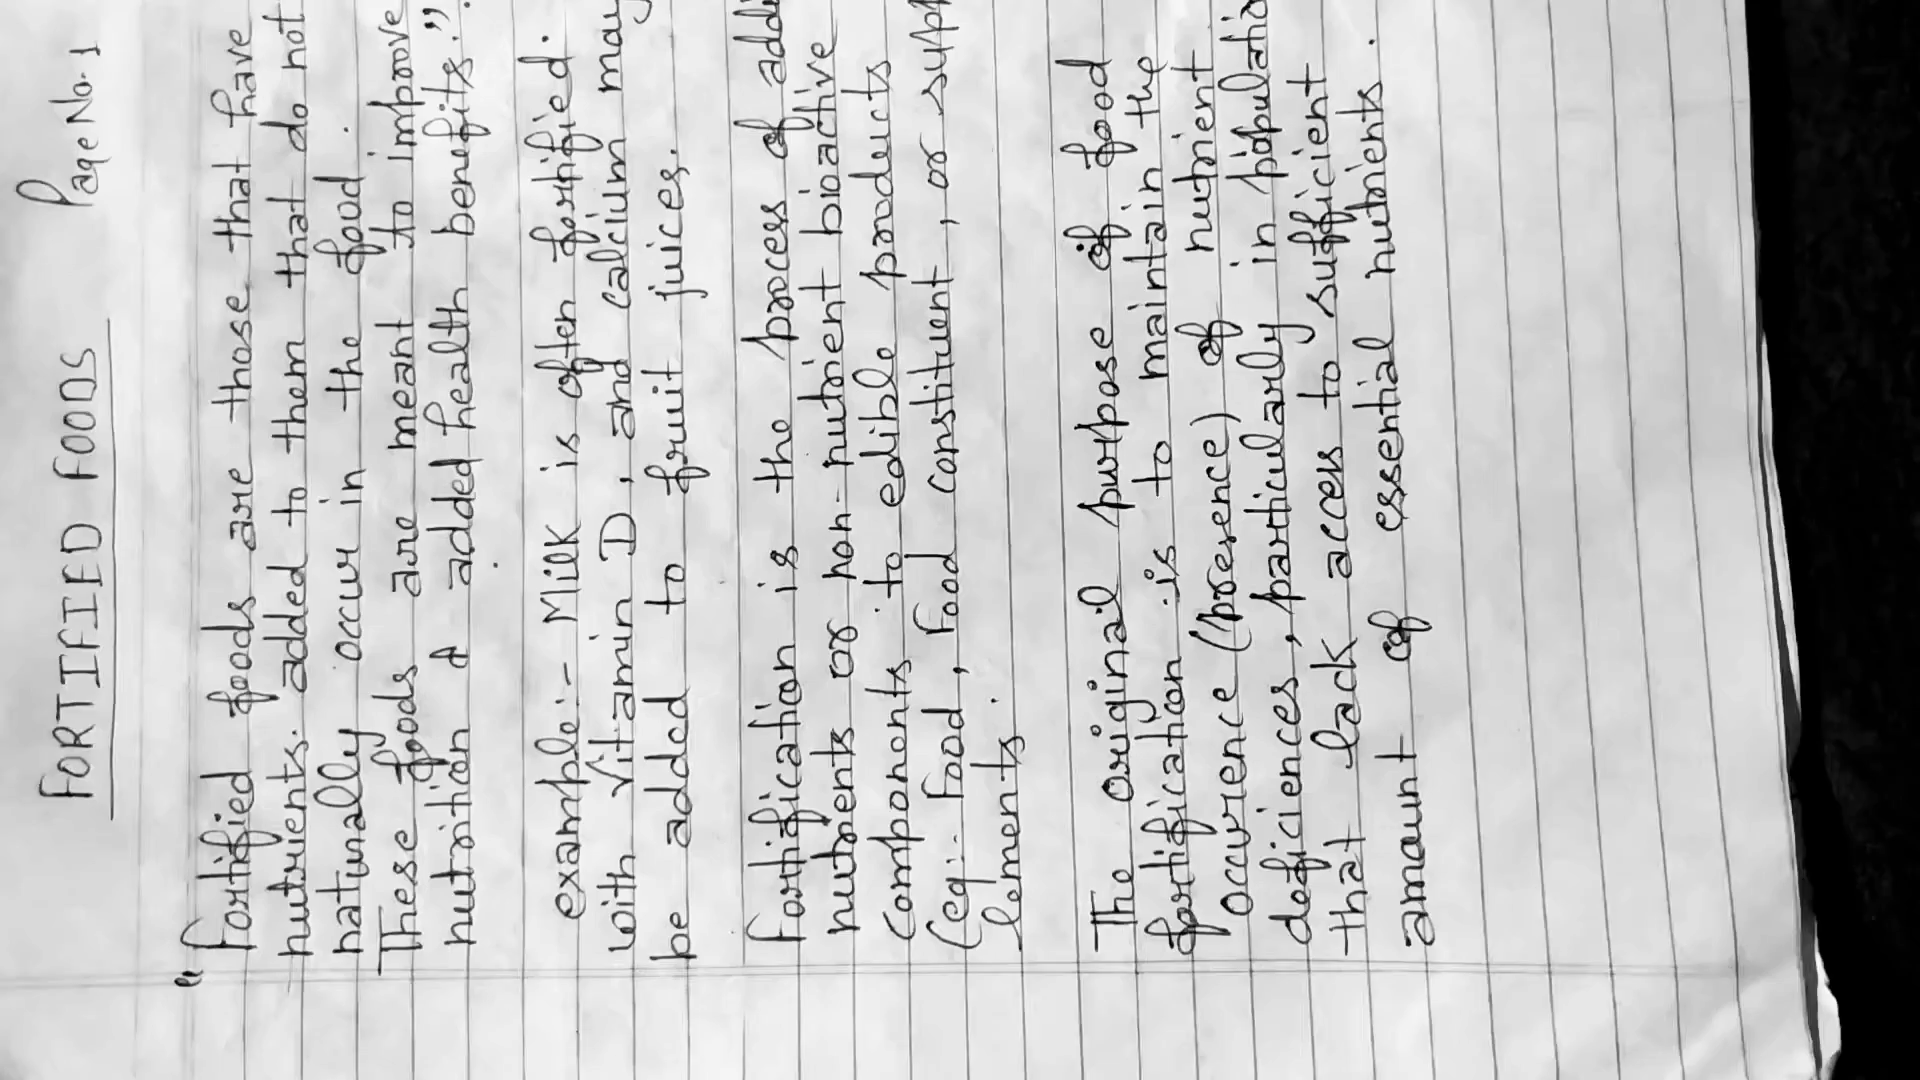 Page No. 1
FORTIFIED FOODS
"Fortified foods are those that have
nutrients added to them that do not
naturally occur in the food.
These foods are meant to improve
nutrition & added health benefits".
example:- Milk is often fortified.
with Vitamin D, and calcium may
be added to fruit juices.
Fortification is the process of addi
nutrients or non-nutrient bioactive
components to edible products
(eg:- Food, Food constituent, or supp
lements.
The original purpose of food
fortification is to maintain the
occurrence (presence) of nutrient
deficiences, particularly in populatio
that lack access to sufficient
amount of essential nutrients.